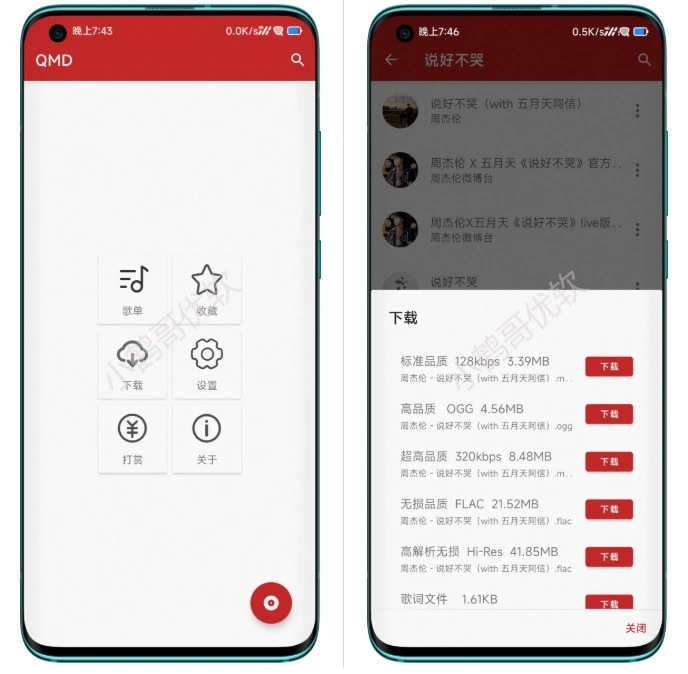 晚上7:43
0.0K/s
QMD
歌单
收藏
下载
设置
打赏
关于
小鹤哥优软
晚上7:46
0.5K/s
说好不哭
说好不哭（with 五月天阿信）
周杰伦
周杰伦 X 五月天《说好不哭》官方..
周杰伦微博台
周杰伦X五月天《说好不哭》live版..
周杰伦微博台
说好不哭
下载
标准品质 128kbps 3.39MB
下载
周杰伦 - 说好不哭（with 五月天阿信）.m..
高品质 OGG 4.56MB
下载
周杰伦 - 说好不哭（with 五月天阿信）.ogg
超高品质 320kbps 8.48MB
下载
周杰伦 - 说好不哭（with 五月天阿信）.m..
无损品质 FLAC 21.52MB
下载
周杰伦 - 说好不哭（with 五月天阿信）.flac
高解析无损 Hi-Res 41.85MB
下载
周杰伦 - 说好不哭（with 五月天阿信）.flac
歌词文件 1.61KB
下载
关闭
小鹤哥优软